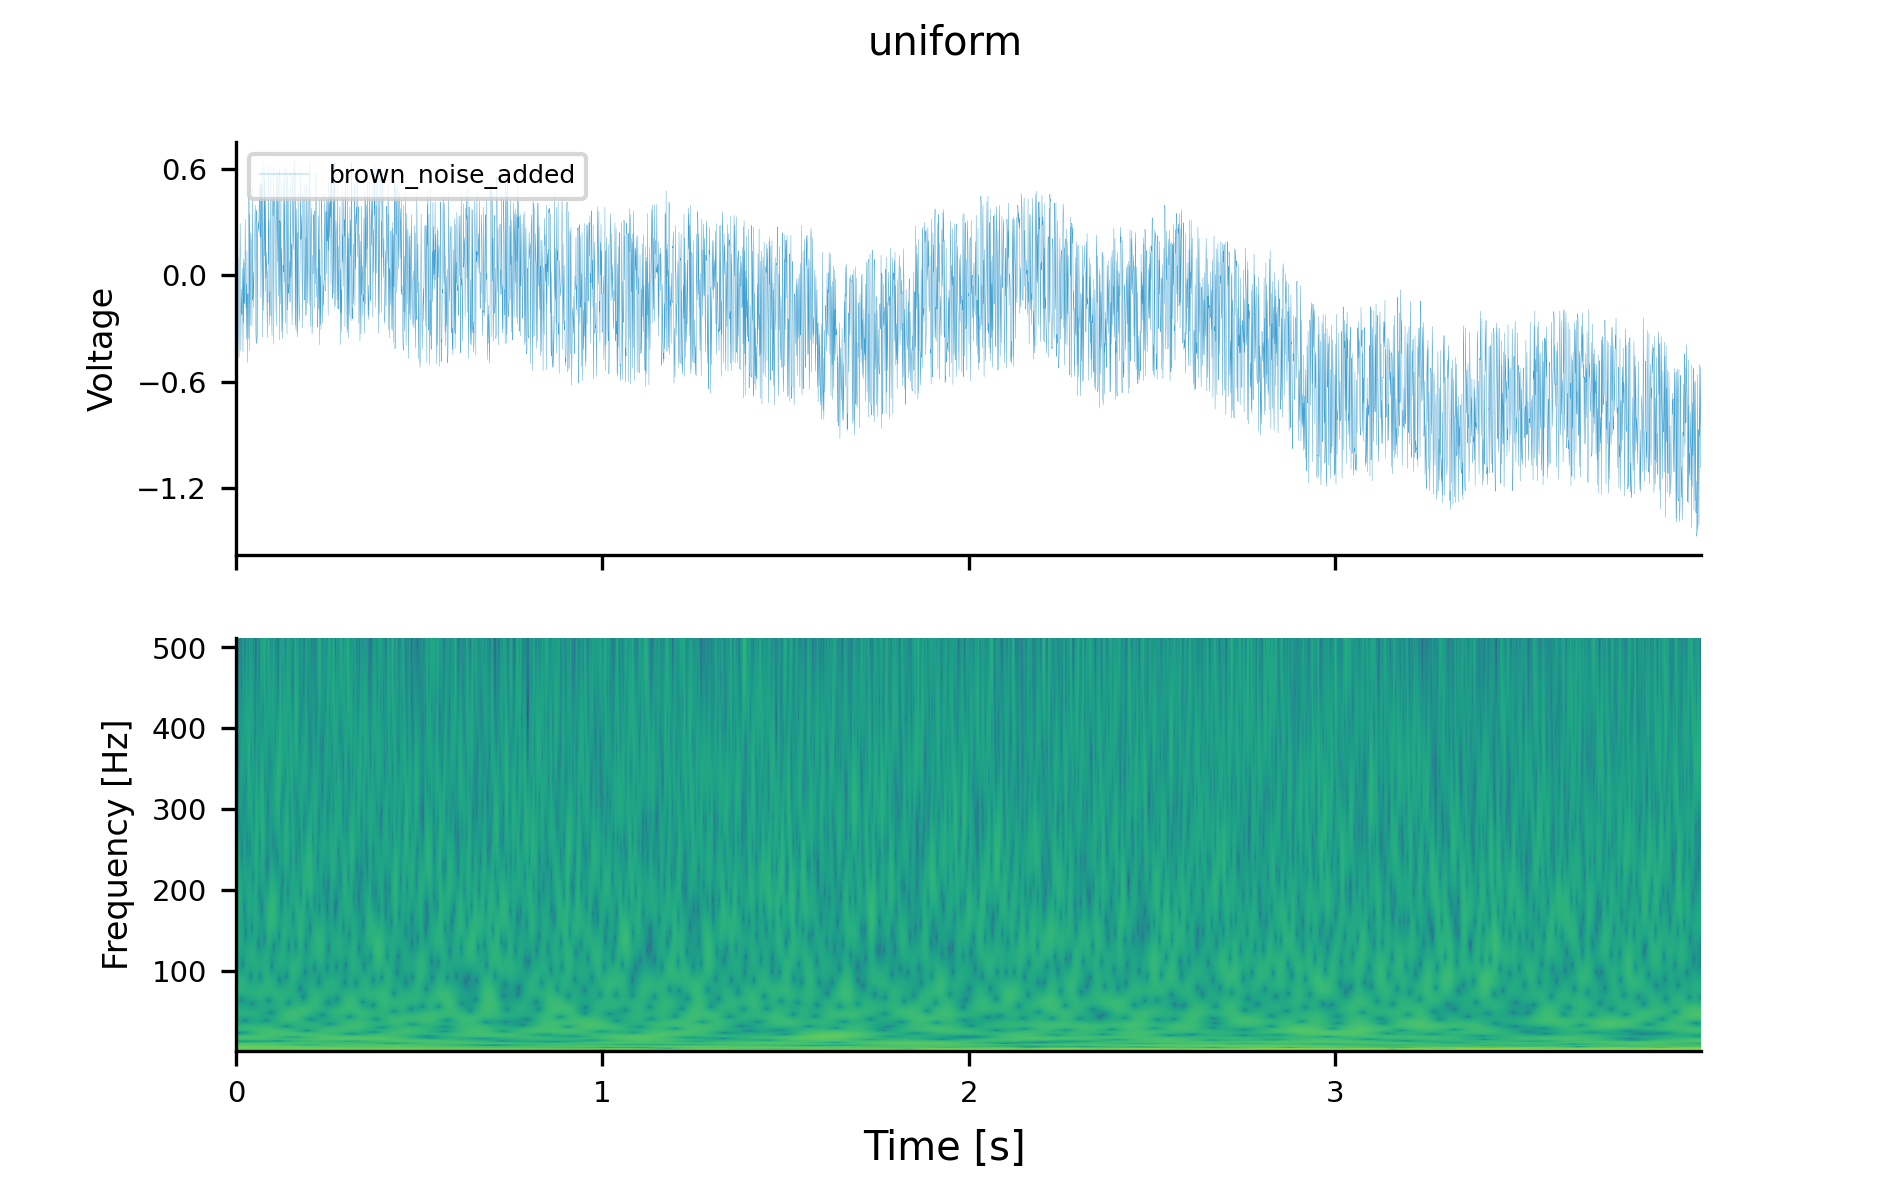 uniform
brown_noise_added
0.6
0.0
−0.6
−1.2
Voltage
500
400
300
200
100
Frequency [Hz]
0 1 2 3
Time [s]